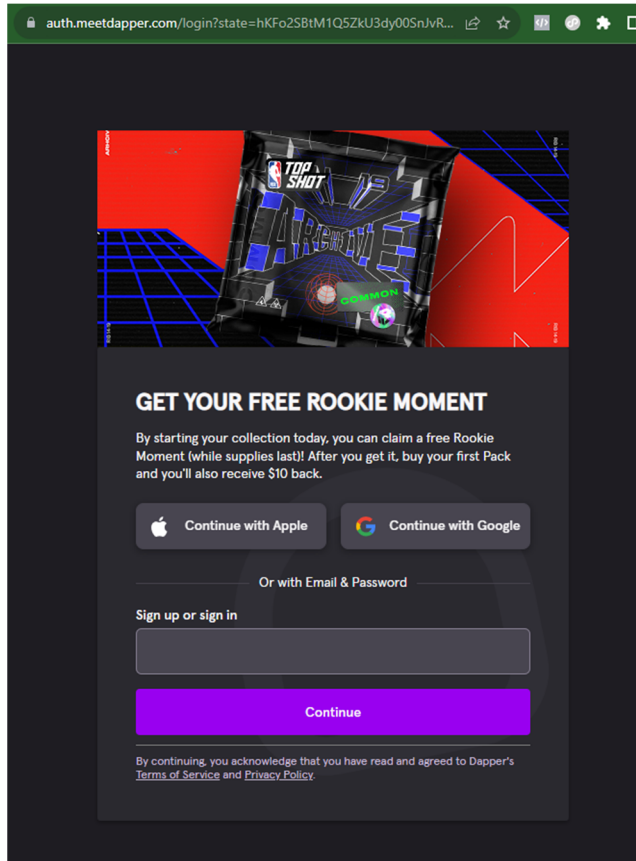 auth.meetdapper.com/login?state=hKFo2SBtM1Q5ZkU3dy00SnJvR...
TOP
SHOT
ARCHIVE
COMMON
GET YOUR FREE ROOKIE MOMENT
By starting your collection today, you can claim a free Rookie
Moment (while supplies last)! After you get it, buy your first Pack
and you'll also receive $10 back.
Continue with Apple
Continue with Google
Or with Email & Password
Sign up or sign in
Continue
By continuing, you acknowledge that you have read and agreed to Dapper's
Terms of Service and Privacy Policy.